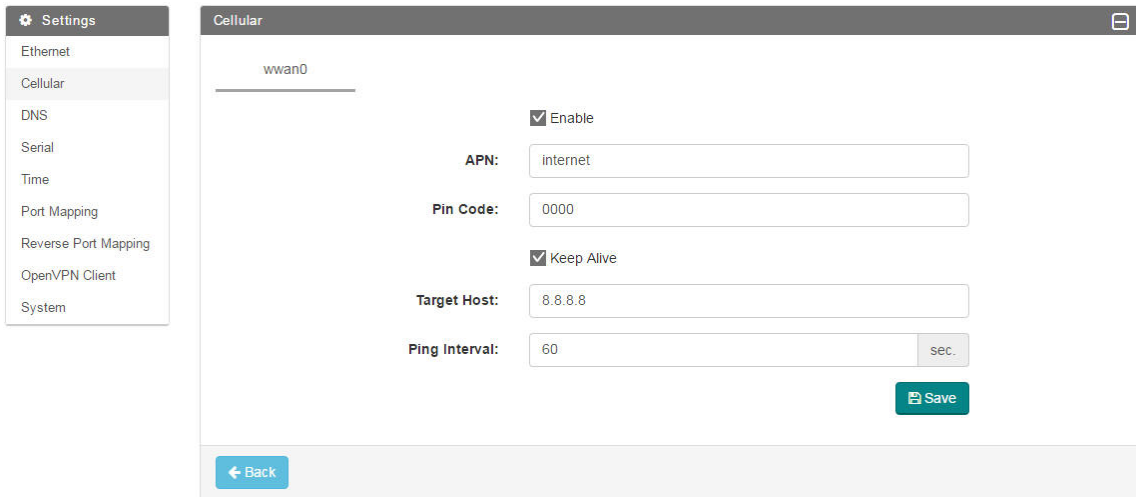 Settings
Ethernet
Cellular
DNS
Serial
Time
Port Mapping
Reverse Port Mapping
OpenVPN Client
System
Cellular
wwan0
Enable
APN: internet
Pin Code: 0000
Keep Alive
Target Host: 8.8.8.8
Ping Interval: 60 sec.
Save
Back